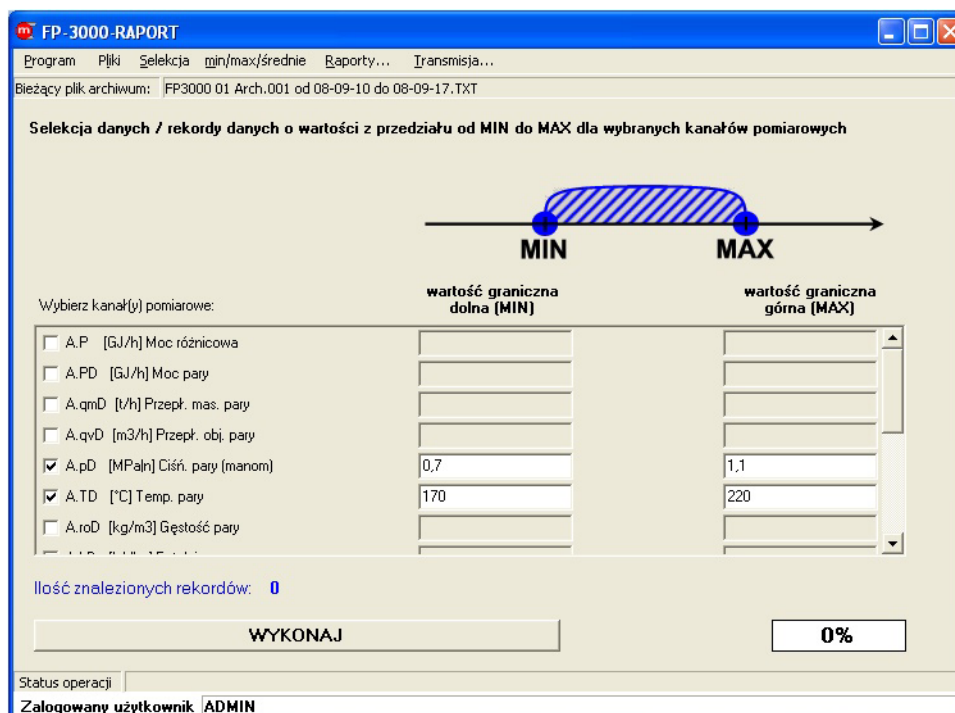 FP-3000-RAPORT
Program Pliki Selekcja min/max/średnie Raporty... Transmisja...
Bieżący plik archiwum: FP3000 01 Arch.001 od 08-09-10 do 08-09-17.TXT
Selekcja danych / rekordy danych o wartości z przedziału od MIN do MAX dla wybranych kanałów pomiarowych
MIN MAX
Wybierz kanał(y) pomiarowe:
wartość graniczna dolna (MIN)
wartość graniczna górna (MAX)
A.P [GJ/h] Moc różnicowa
A.PD [GJ/h] Moc pary
A.qmD [t/h] Przepł. mas. pary
A.qvD [m3/h] Przepł. obj. pary
A.pD [MPa|n] Ciśń. pary (manom) 0,7 1,1
A.TD [°C] Temp. pary 170 220
A.roD [kg/m3] Gęstość pary
Ilość znalezionych rekordów: 0
WYKONAJ 0%
Status operacji
Zalogowany użytkownik ADMIN